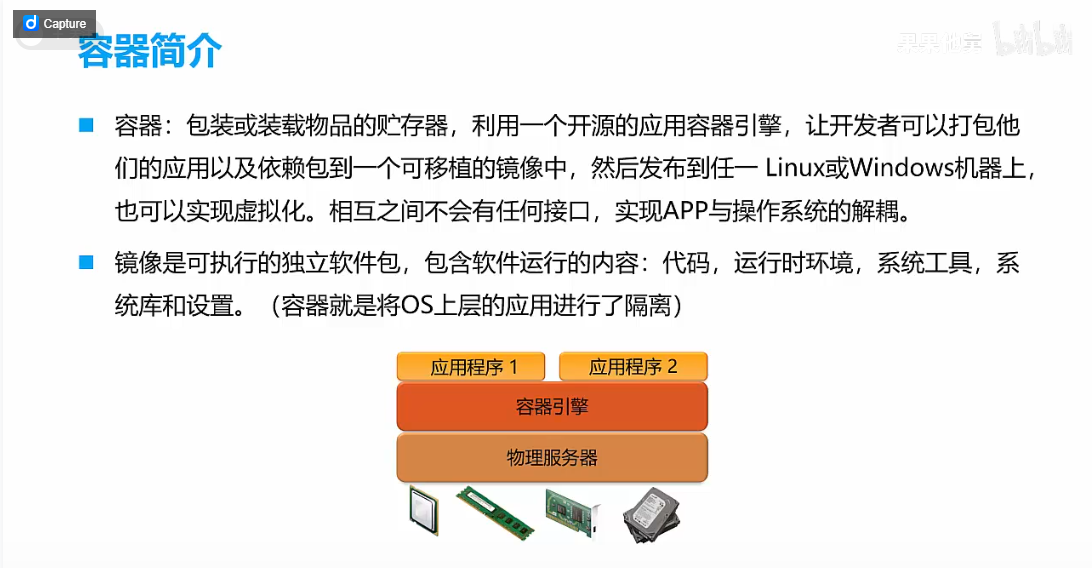 Capture
容器简介
容器：包装或装载物品的贮存器，利用一个开源的应用容器引擎，让开发者可以打包他
们的应用以及依赖包到一个可移植的镜像中，然后发布到任一 Linux或Windows机器上，
也可以实现虚拟化。相互之间不会有任何接口，实现APP与操作系统的解耦。
镜像是可执行的独立软件包，包含软件运行的内容：代码，运行时环境，系统工具，系
统库和设置。（容器就是将OS上层的应用进行了隔离）
应用程序 1
应用程序 2
容器引擎
物理服务器